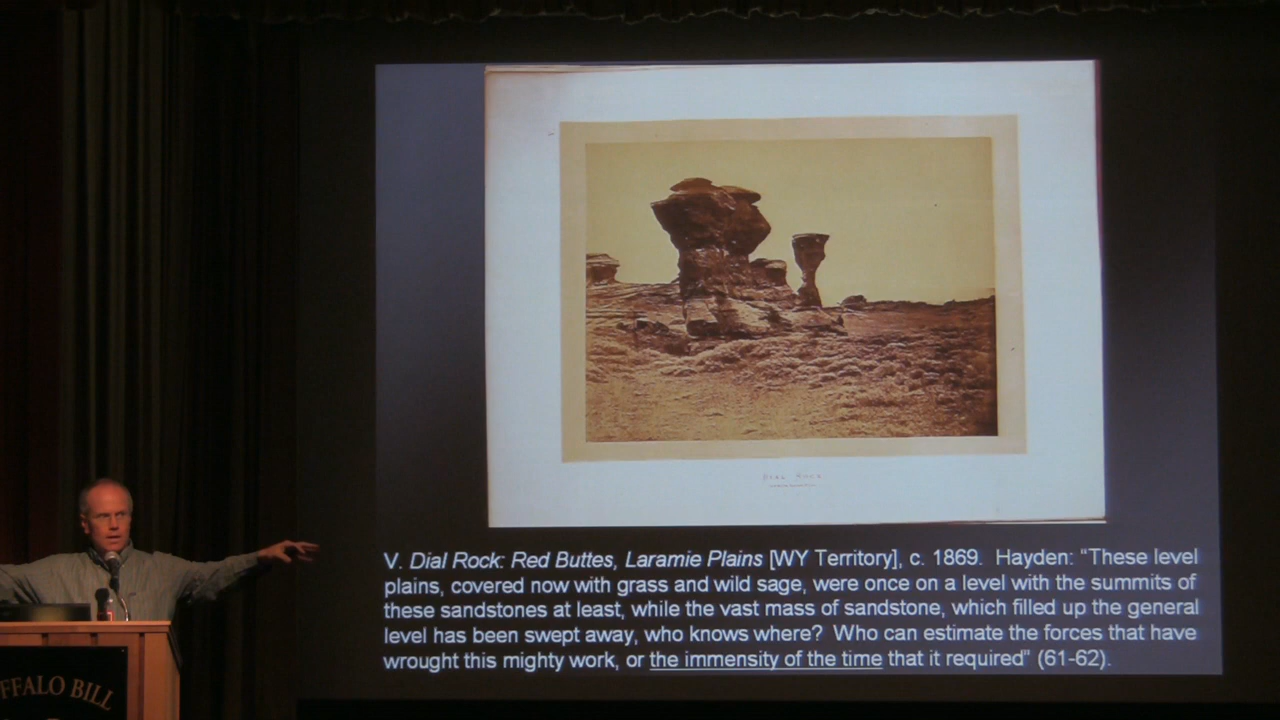 DIAL ROCK
V. Dial Rock: Red Buttes, Laramie Plains [WY Territory], c. 1869. Hayden: “These level
plains, covered now with grass and wild sage, were once on a level with the summits of
these sandstones at least, while the vast mass of sandstone, which filled up the general
level has been swept away, who knows where? Who can estimate the forces that have
wrought this mighty work, or the immensity of the time that it required” (61-62).
FFALO BILL